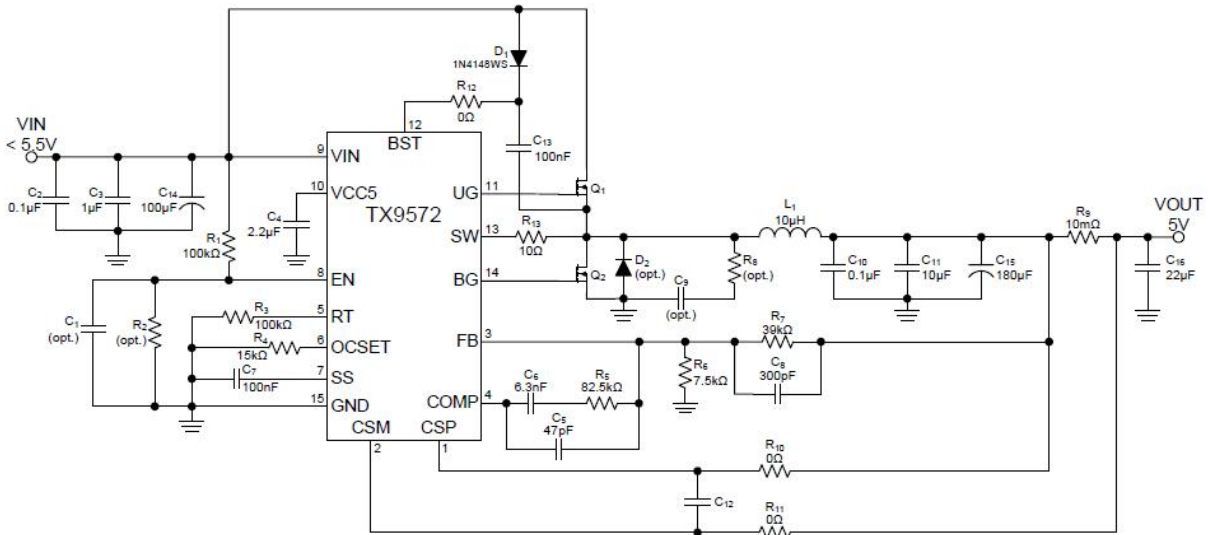 D1
1N4148WS
R12
0Ω
12
BST
C13
100nF
VIN
< 5.5V
9
VIN
10
VCC5
TX9572
UG
11
Q1
C2
0.1μF
C3
1μF
C14
100μF
C4
2.2μF
R1
100kΩ
SW
13
R13
10Ω
L1
10μH
R9
10mΩ
VOUT
5V
BG
14
Q2
D2
(opt.)
R8
(opt.)
C9
(opt.)
C10
0.1μF
C11
10μF
C15
180μF
C16
22μF
8
EN
C1
(opt.)
R2
(opt.)
R3
100kΩ
5
RT
R4
15kΩ
6
OCSET
C7
100nF
7
SS
15
GND
FB
3
R7
39kΩ
R6
7.5kΩ
C8
300pF
C6
6.3nF
R5
82.5kΩ
COMP
4
C5
47pF
CSM
CSP
2
1
R10
0Ω
C12
R11
0Ω